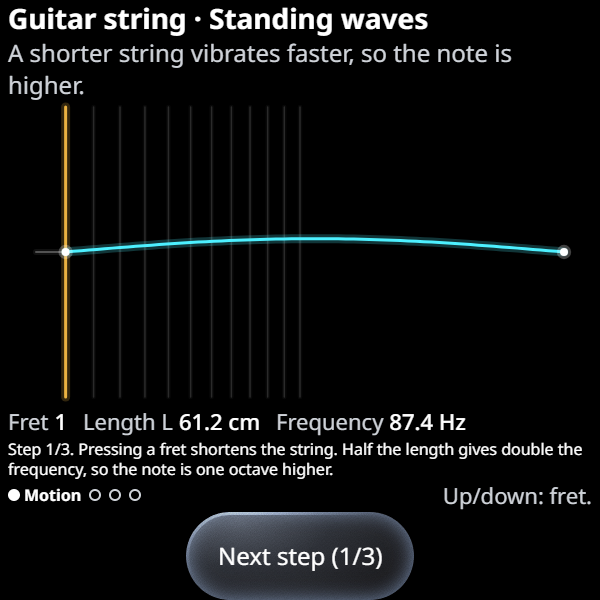 Guitar string · Standing waves
A shorter string vibrates faster, so the note is
higher.
Fret 1 Length L 61.2 cm Frequency 87.4 Hz
Step 1/3. Pressing a fret shortens the string. Half the length gives double the
frequency, so the note is one octave higher.
Motion
Up/down: fret.
Next step (1/3)